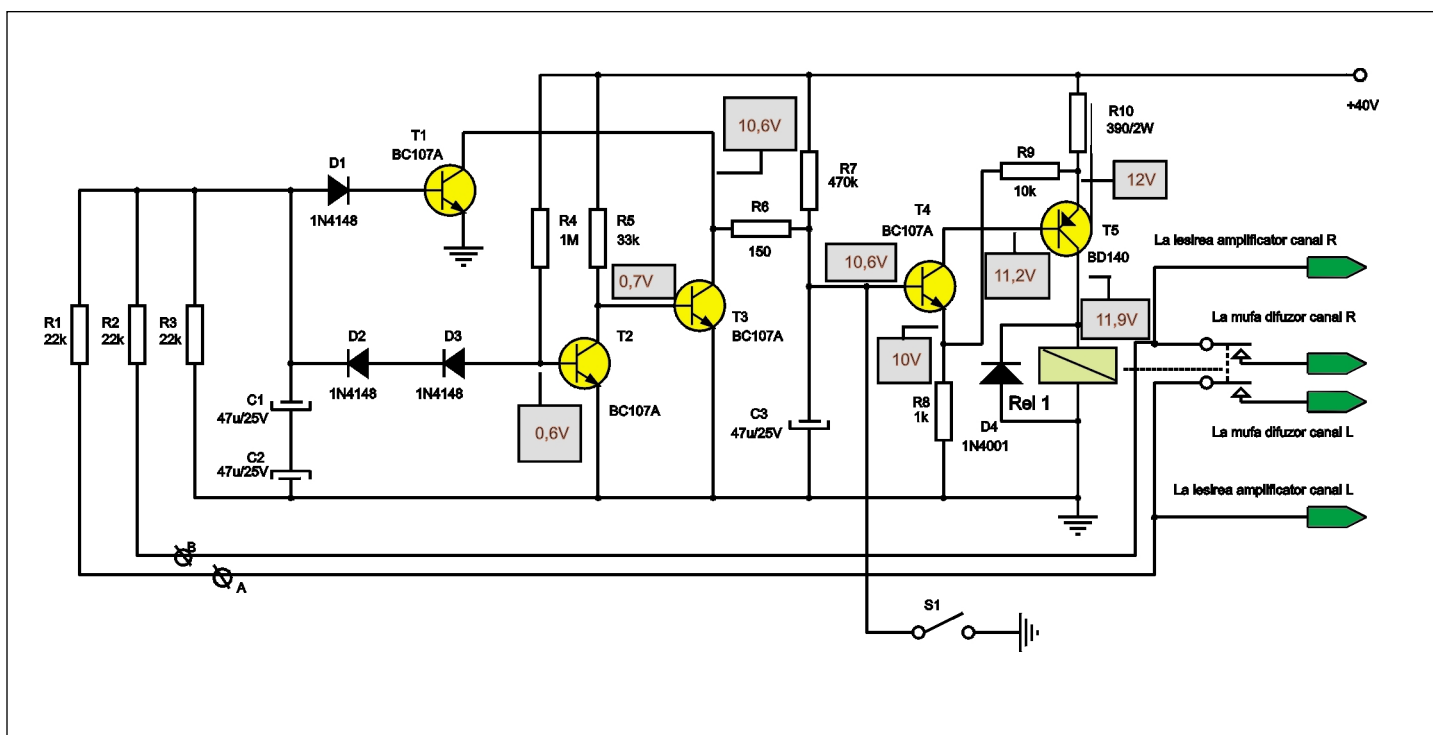 +40V
R10
390/2W
10,6V
T1
BC107A
D1
1N4148
R7
470k
R9
10k
12V
R4
1M
R5
33k
R6
150
T4
BC107A
T5
BD140
La iesirea amplificator canal R
10,6V
11,2V
0,7V
R1
22k
R2
22k
R3
22k
T3
BC107A
11,9V
La mufa difuzor canal R
D2
1N4148
D3
1N4148
T2
BC107A
10V
C1
47u/25V
C2
47u/25V
0,6V
C3
47u/25V
R8
1k
Rel 1
D4
1N4001
La mufa difuzor canal L
La iesirea amplificator canal L
B
A
S1